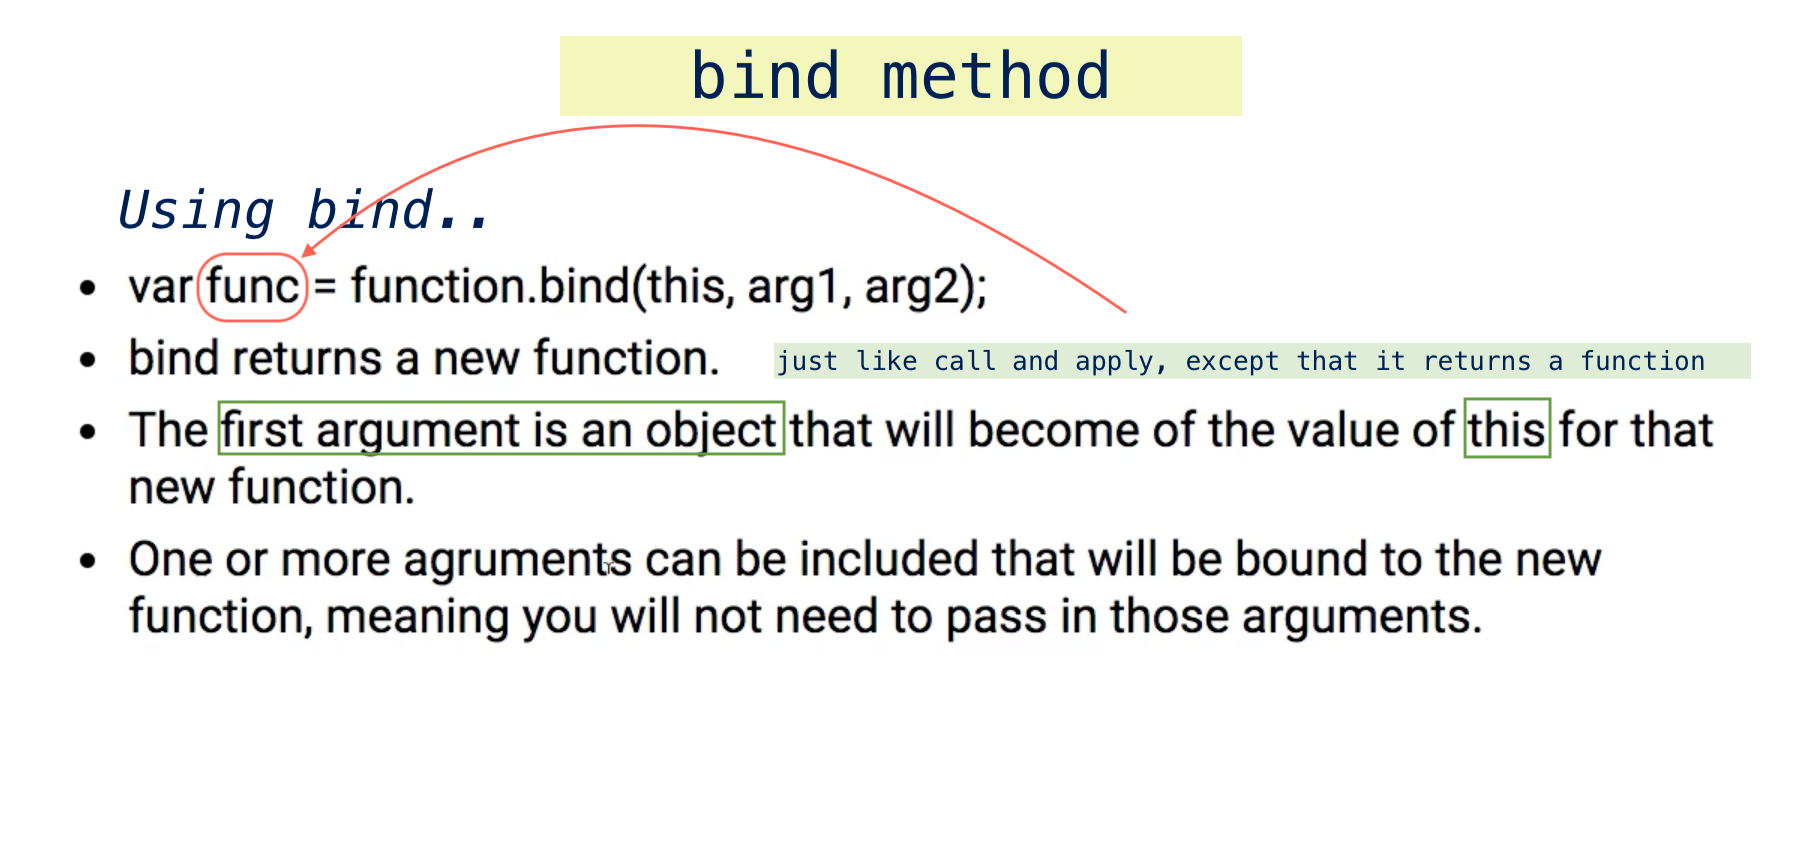 bind method
Using bind..
• var func = function.bind(this, arg1, arg2);
• bind returns a new function.
just like call and apply, except that it returns a function
• The first argument is an object that will become of the value of this for that
new function.
• One or more agruments can be included that will be bound to the new
function, meaning you will not need to pass in those arguments.